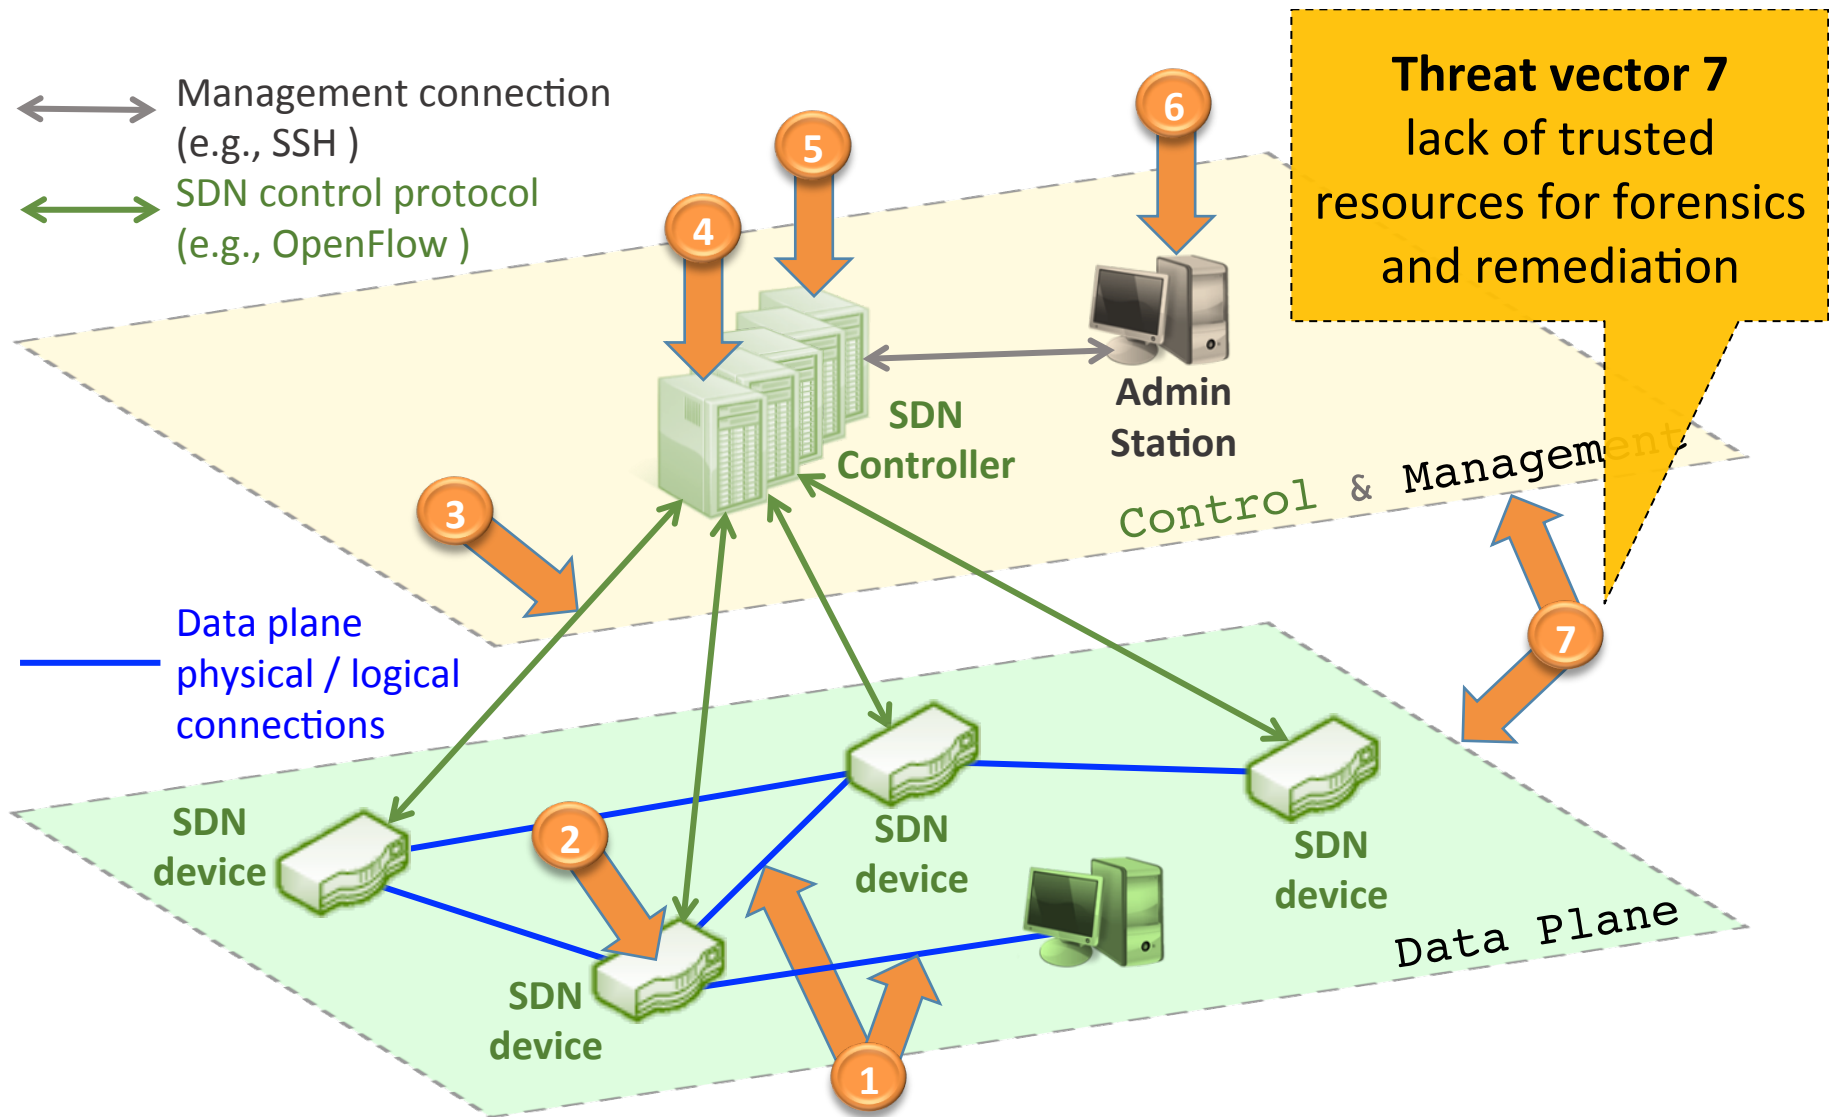 Management connection
(e.g., SSH )
SDN control protocol
(e.g., OpenFlow )
Threat vector 7
lack of trusted
resources for forensics
and remediation
6
5
4
Admin
Station
SDN
Controller
Control & Management
3
7
Data plane
physical / logical
connections
SDN
device
2
SDN
device
SDN
device
SDN
device
Data Plane
1